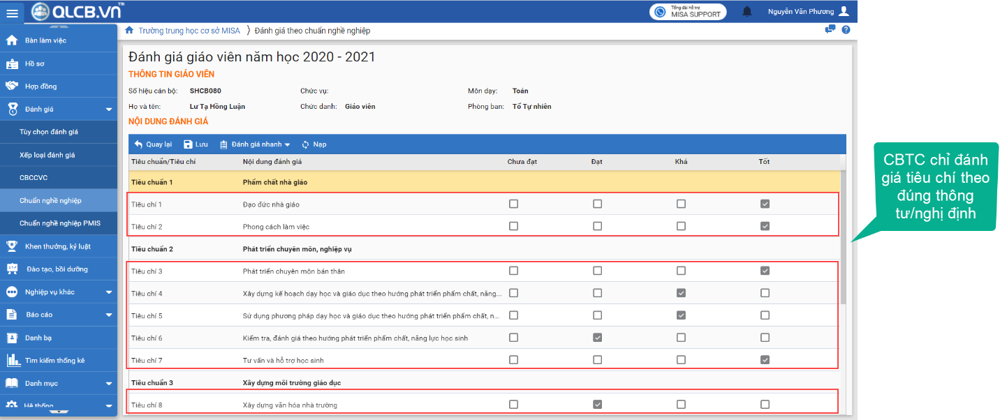 QLCB.VN™
Tổng đài hỗ trợ
MISA SUPPORT
Nguyễn Văn Phương
Trường trung học cơ sở MISA
Đánh giá theo chuẩn nghề nghiệp
Bàn làm việc
Hồ sơ
Hợp đồng
Đánh giá
Tùy chọn đánh giá
Xếp loại đánh giá
CBCCVC
Chuẩn nghề nghiệp
Chuẩn nghề nghiệp PMIS
Khen thưởng, kỷ luật
Đào tạo, bồi dưỡng
Nghiệp vụ khác
Báo cáo
Danh bạ
Tìm kiếm thống kê
Danh mục
Hệ thống
Đánh giá giáo viên năm học 2020 - 2021
THÔNG TIN GIÁO VIÊN
Số hiệu cán bộ: SHCB080 Chức vụ: Môn dạy: Toán
Họ và tên: Lư Tạ Hồng Luận Chức danh: Giáo viên Phòng ban: Tổ Tự nhiên
NỘI DUNG ĐÁNH GIÁ
Quay lại Lưu Đánh giá nhanh Nạp
Tiêu chuẩn/Tiêu chí Nội dung đánh giá Chưa đạt Đạt Khá Tốt
Tiêu chuẩn 1 Phẩm chất nhà giáo
Tiêu chí 1 Đạo đức nhà giáo
Tiêu chí 2 Phong cách làm việc
Tiêu chuẩn 2 Phát triển chuyên môn, nghiệp vụ
Tiêu chí 3 Phát triển chuyên môn bản thân
Tiêu chí 4 Xây dựng kế hoạch dạy học và giáo dục theo hướng phát triển phẩm chất, năng...
Tiêu chí 5 Sử dụng phương pháp dạy học và giáo dục theo hướng phát triển phẩm chất, n...
Tiêu chí 6 Kiểm tra, đánh giá theo hướng phát triển phẩm chất, năng lực học sinh
Tiêu chí 7 Tư vấn và hỗ trợ học sinh
Tiêu chuẩn 3 Xây dựng môi trường giáo dục
Tiêu chí 8 Xây dựng văn hóa nhà trường
CBTC chỉ đánh
giá tiêu chí theo
đúng thông
tư/nghị định